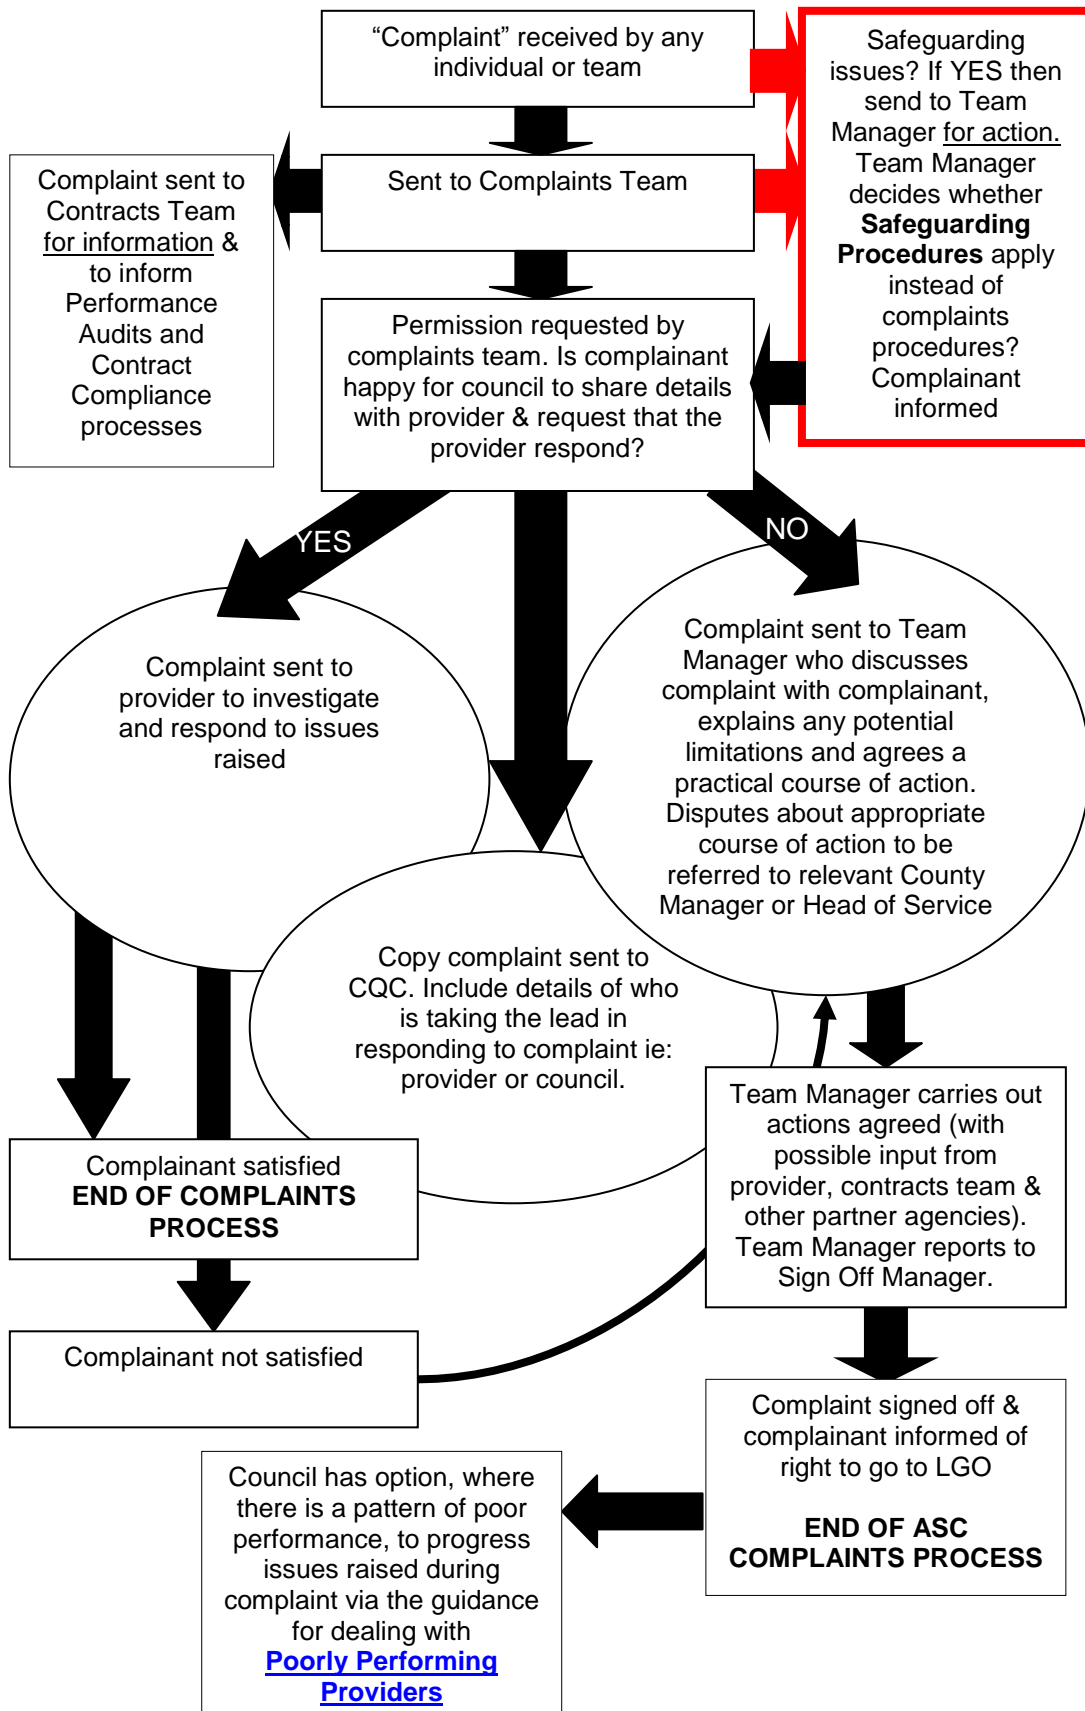 “Complaint” received by any
individual or team
Safeguarding
issues? If YES then
send to Team
Manager for action.
Team Manager
decides whether
Safeguarding
Procedures apply
instead of
complaints
procedures?
Complainant
informed
Sent to Complaints Team
Complaint sent to
Contracts Team
for information &
to inform
Performance
Audits and
Contract
Compliance
processes
Permission requested by
complaints team. Is complainant
happy for council to share details
with provider & request that the
provider respond?
YES
NO
Complaint sent to
provider to investigate
and respond to issues
raised
Complaint sent to Team
Manager who discusses
complaint with complainant,
explains any potential
limitations and agrees a
practical course of action.
Disputes about appropriate
course of action to be
referred to relevant County
Manager or Head of Service
Copy complaint sent to
CQC. Include details of who
is taking the lead in
responding to complaint ie:
provider or council.
Complainant satisfied
END OF COMPLAINTS
PROCESS
Team Manager carries out
actions agreed (with
possible input from
provider, contracts team &
other partner agencies).
Team Manager reports to
Sign Off Manager.
Complainant not satisfied
Complaint signed off &
complainant informed of
right to go to LGO
END OF ASC
COMPLAINTS PROCESS
Council has option, where
there is a pattern of poor
performance, to progress
issues raised during
complaint via the guidance
for dealing with
Poorly Performing
Providers